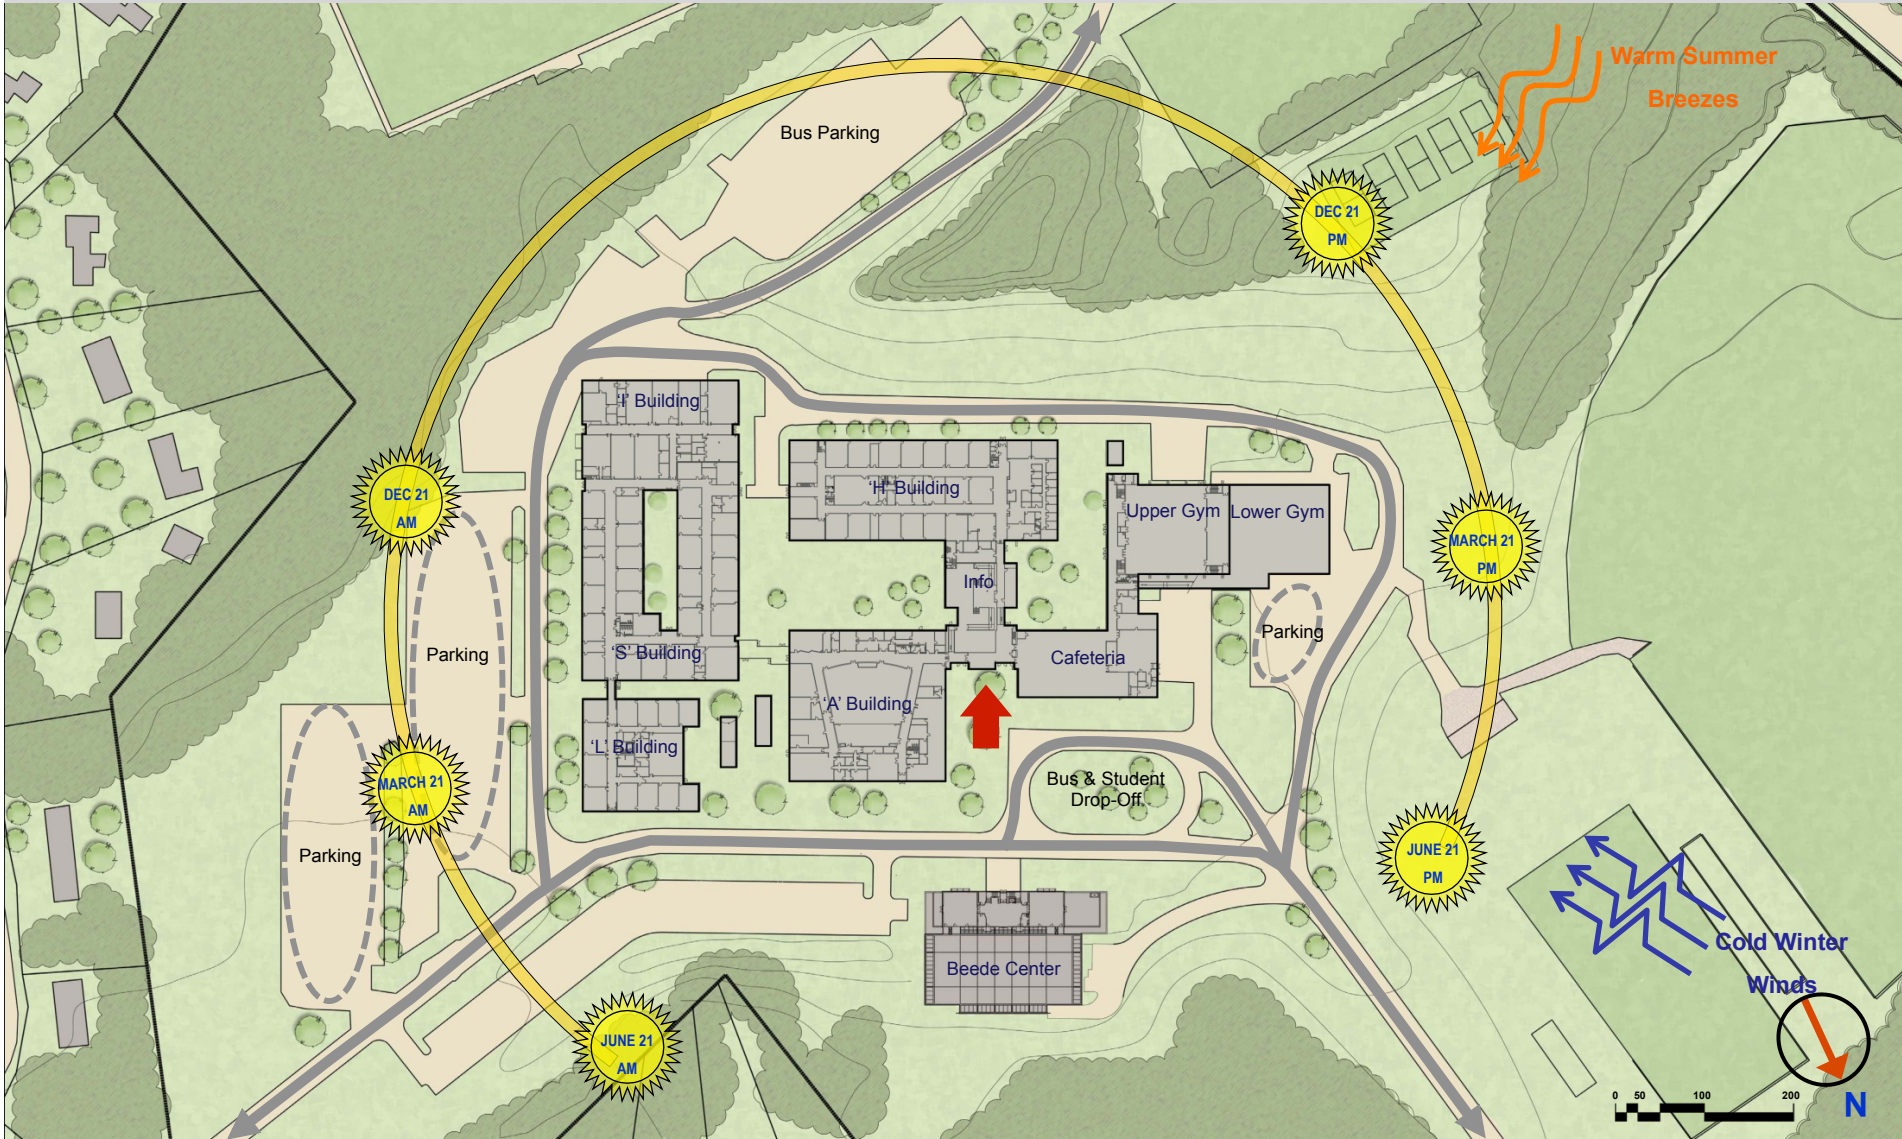 Warm Summer
Breezes
Bus Parking
DEC 21
PM
'I' Building
DEC 21
AM
'H' Building
Upper Gym
Lower Gym
MARCH 21
PM
Info
Parking
Parking
'S' Building
Cafeteria
'A' Building
'L' Building
MARCH 21
AM
Bus & Student
Drop-Off
Parking
JUNE 21
PM
Cold Winter
Winds
Beede Center
JUNE 21
AM
0 50 100 200
N